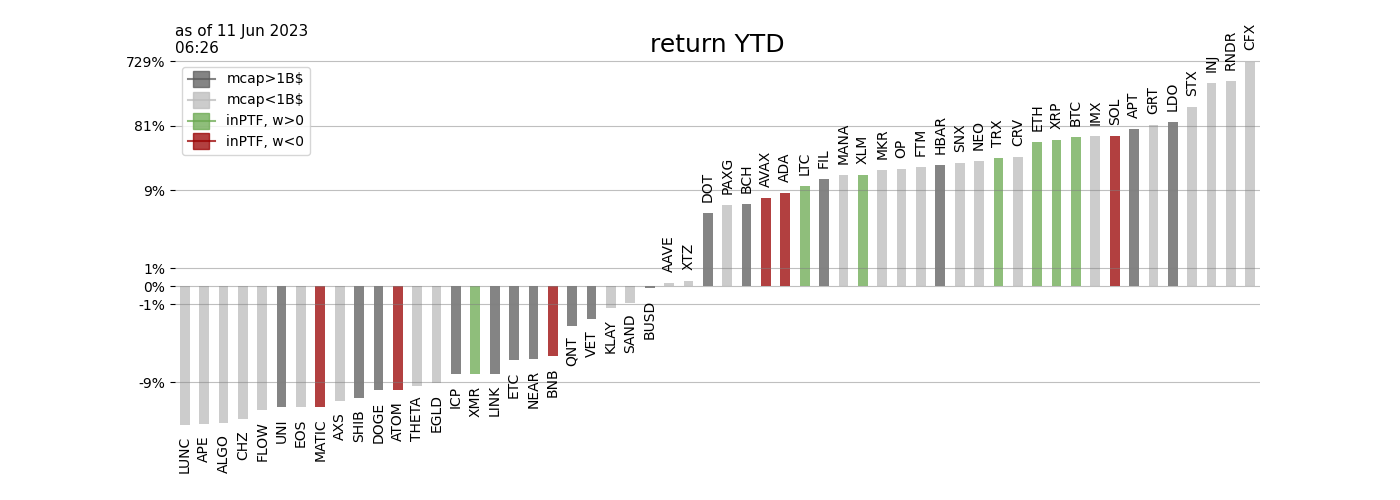 as of 11 Jun 2023
06:26
return YTD
729%
81%
9%
1%
0%
-1%
-9%
mcap>1B$
mcap<1B$
inPTF, w>0
inPTF, w<0
LUNC
APE
ALGO
CHZ
FLOW
UNI
EOS
MATIC
AXS
SHIB
DOGE
ATOM
THETA
EGLD
ICP
XMR
LINK
ETC
NEAR
BNB
QNT
VET
KLAY
SAND
BUSD
AAVE
XTZ
DOT
PAXG
BCH
AVAX
ADA
LTC
FIL
MANA
XLM
MKR
OP
FTM
HBAR
SNX
NEO
TRX
CRV
ETH
XRP
BTC
IMX
SOL
APT
GRT
LDO
STX
INJ
RNDR
CFX